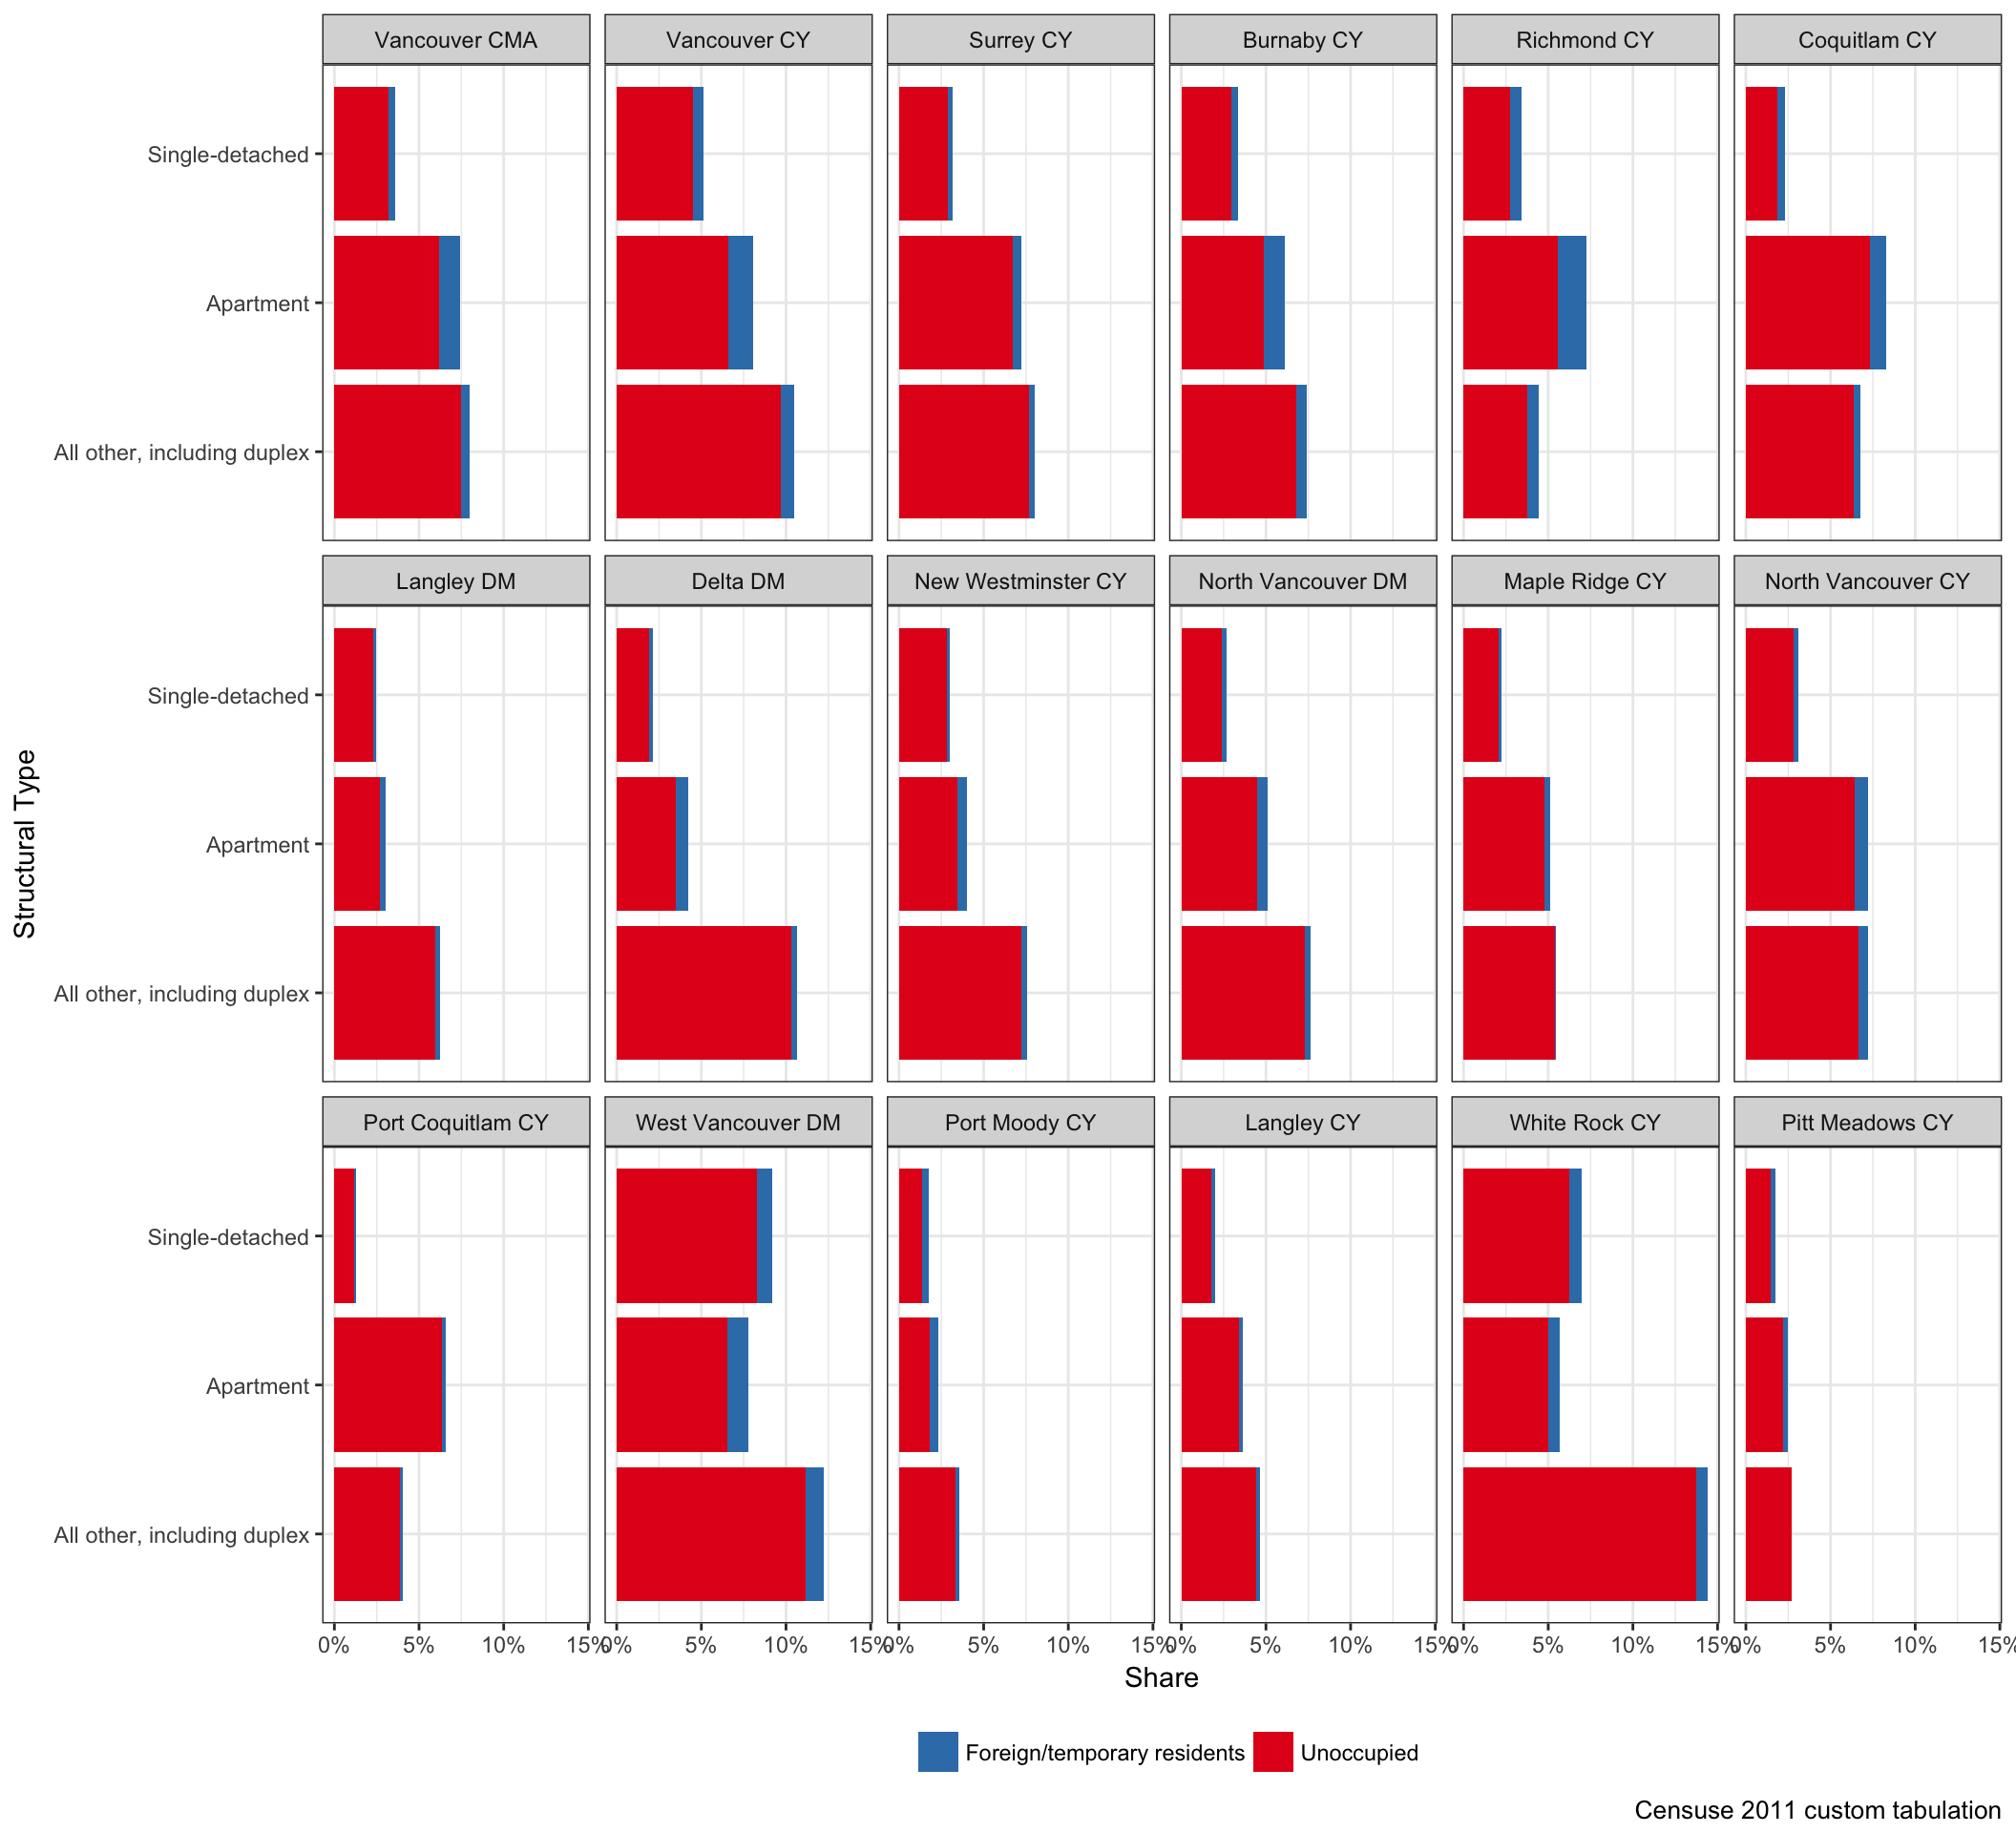 Vancouver CMA Vancouver CY Surrey CY Burnaby CY Richmond CY Coquitlam CY
Single-detached
Apartment
All other, including duplex
Langley DM Delta DM New Westminster CY North Vancouver DM Maple Ridge CY North Vancouver CY
Structural Type
Single-detached
Apartment
All other, including duplex
Port Coquitlam CY West Vancouver DM Port Moody CY Langley CY White Rock CY Pitt Meadows CY
Single-detached
Apartment
All other, including duplex
0% 5% 10% 15% 0% 5% 10% 15% 0% 5% 10% 15% 0% 5% 10% 15% 0% 5% 10% 15% 0% 5% 10% 15%
Share
Foreign/temporary residents Unoccupied
Censuse 2011 custom tabulation